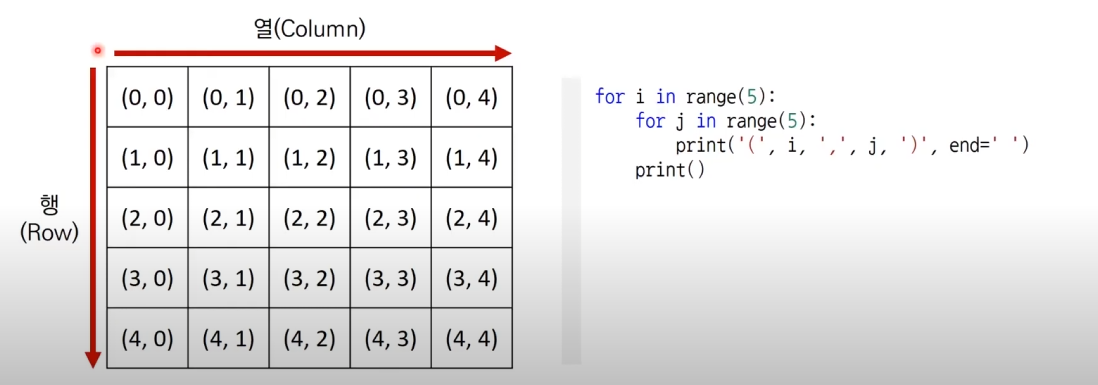 열(Column)
행
(Row)
(0, 0) (0, 1) (0, 2) (0, 3) (0, 4)
(1, 0) (1, 1) (1, 2) (1, 3) (1, 4)
(2, 0) (2, 1) (2, 2) (2, 3) (2, 4)
(3, 0) (3, 1) (3, 2) (3, 3) (3, 4)
(4, 0) (4, 1) (4, 2) (4, 3) (4, 4)
for i in range(5):
    for j in range(5):
        print('(', i, ',', j, ')', end=' ')
    print()